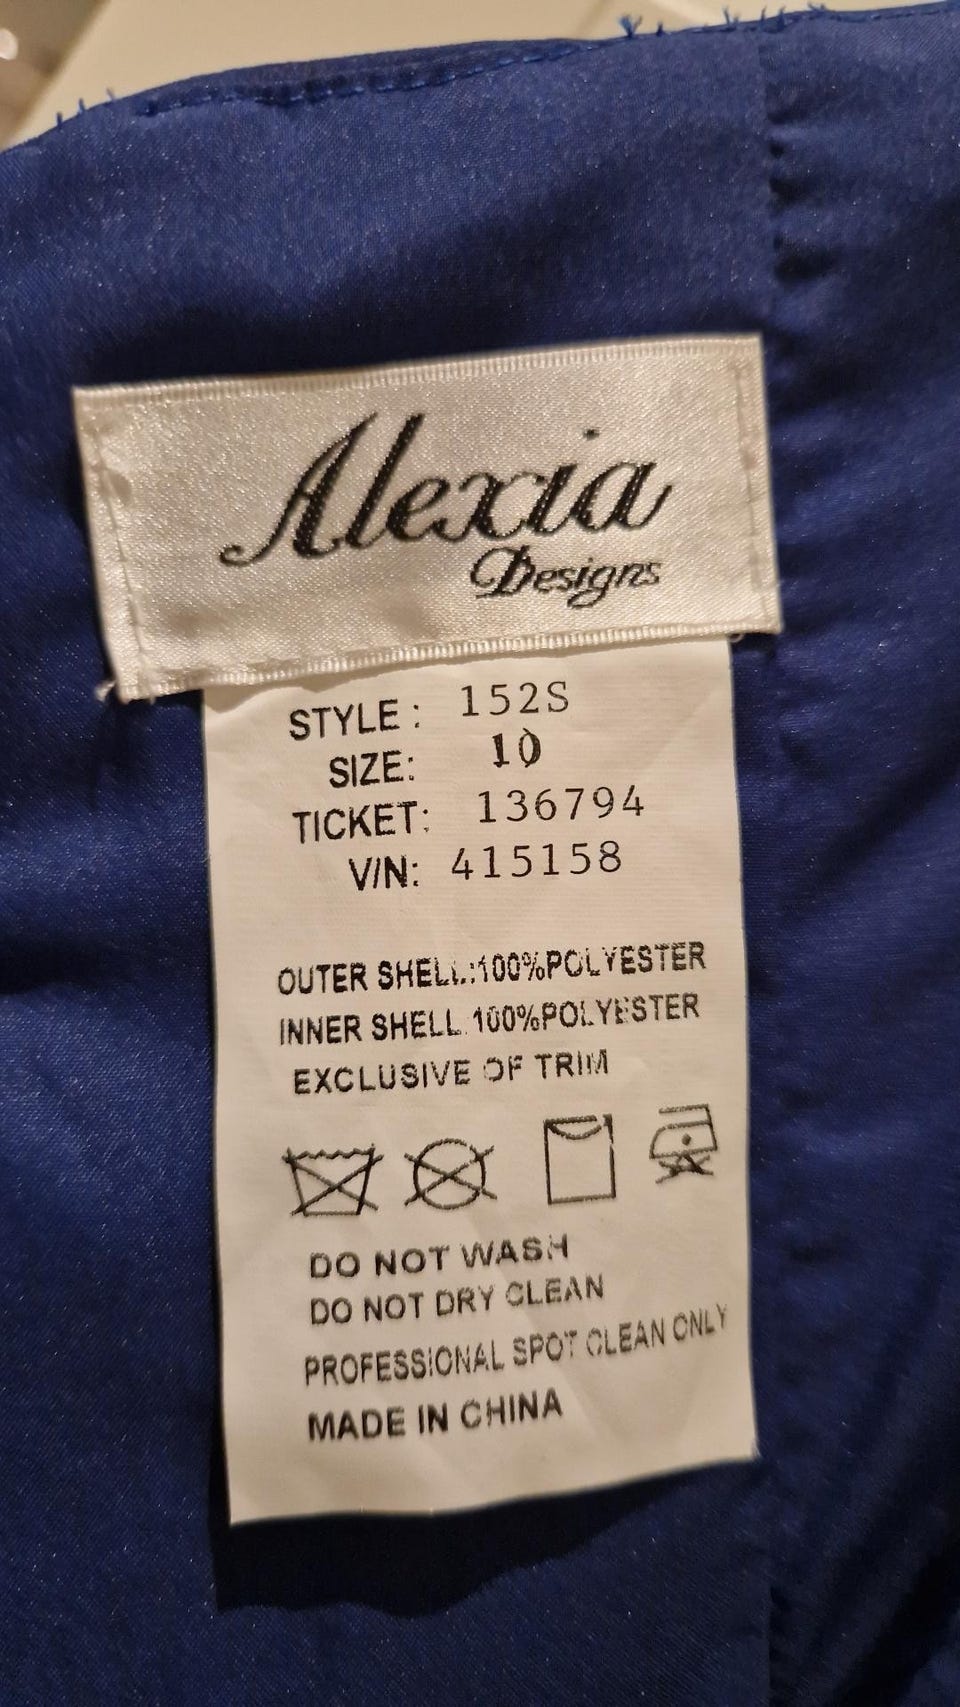 Alexia
Designs
STYLE: 152S
SIZE: 10
TICKET: 136794
V/N: 415158
OUTER SHELL:100%POLYESTER
INNER SHELL 100%POLYESTER
EXCLUSIVE OF TRIM
DO NOT WASH
DO NOT DRY CLEAN
PROFESSIONAL SPOT CLEAN ONLY
MADE IN CHINA